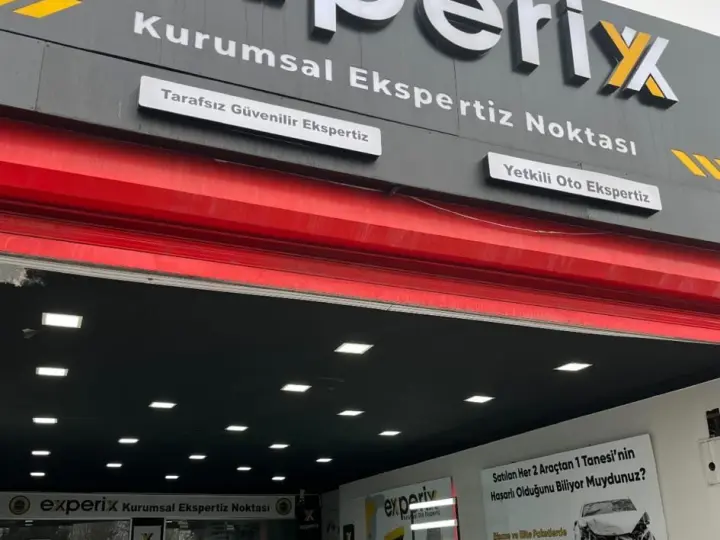 experix
Kurumsal Ekspertiz Noktası
Tarafsız Güvenilir Ekspertiz
Yetkili Oto Ekspertiz
Satılan Her 2 Araçtan 1 Tanesi'nin
Hasarlı Olduğunu Biliyor Muydunuz?
experix Kurumsal Ekspertiz Noktası
experix